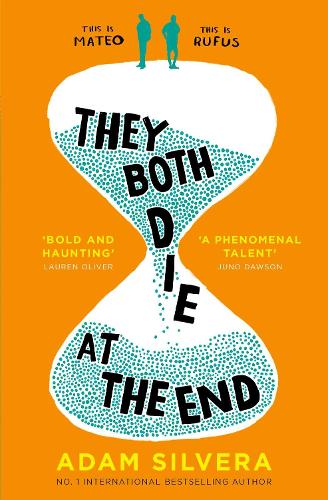 THIS IS
MATEO
THIS IS
RUFUS
THEY
BOTH
DIE
AT
THE END
'BOLD AND
HAUNTING'
LAUREN OLIVER
'A PHENOMENAL
TALENT'
JUNO DAWSON
ADAM SILVERA
NO. 1 INTERNATIONAL BESTSELLING AUTHOR